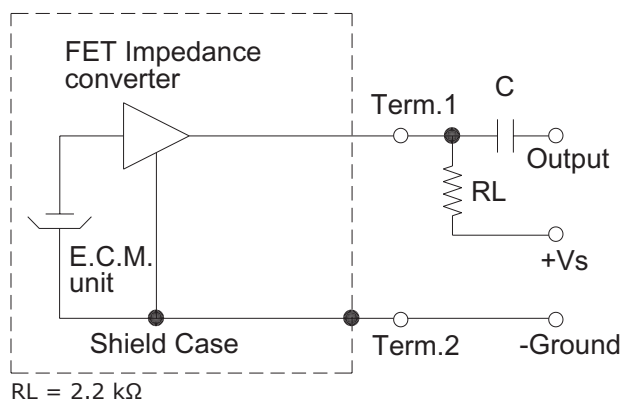 FET Impedance
converter
Term.1
C
Output
RL
+Vs
E.C.M.
unit
Shield Case
Term.2
-Ground
RL = 2.2 kΩ